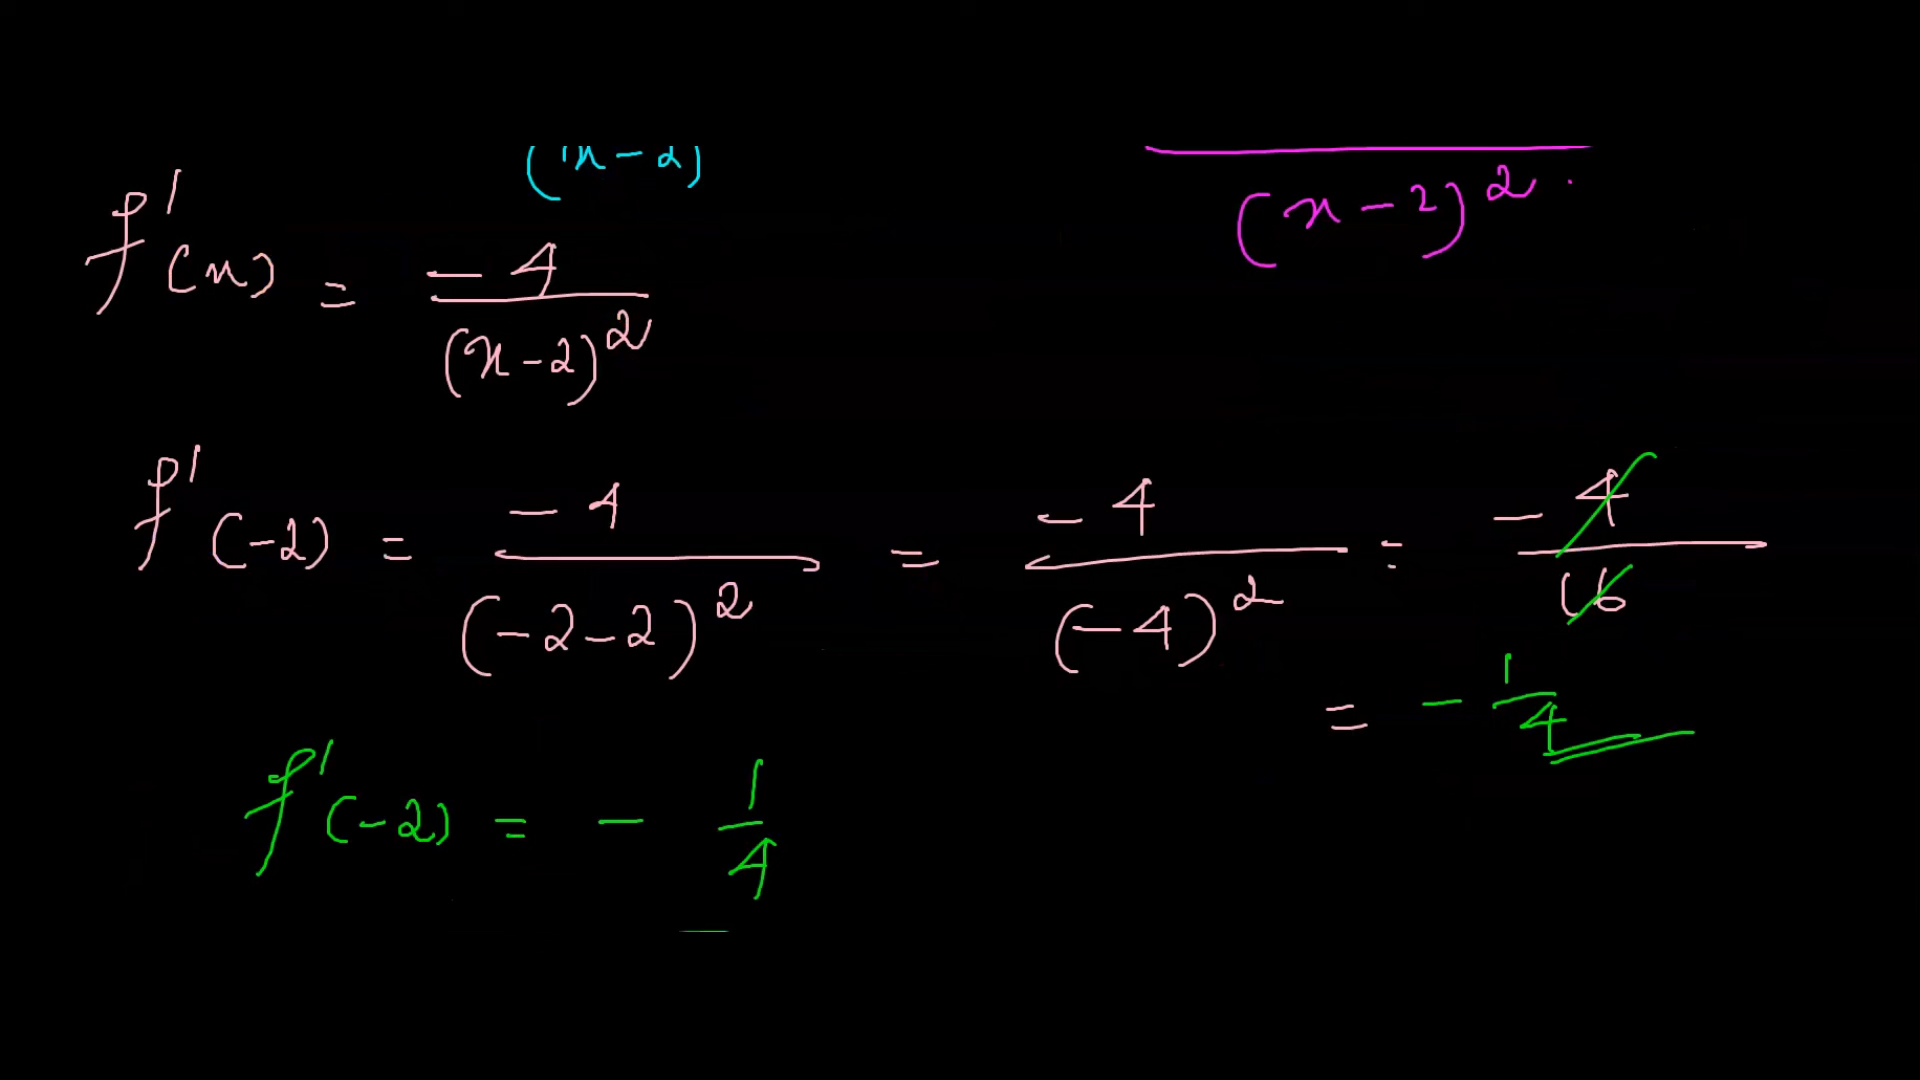 (x-2)
(x-2)²
f'(x) = -4/(x-2)²
f'(-2) = -4/(-2-2)² = -4/(-4)² = -4/16
= -1/4
f'(-2) = -1/4